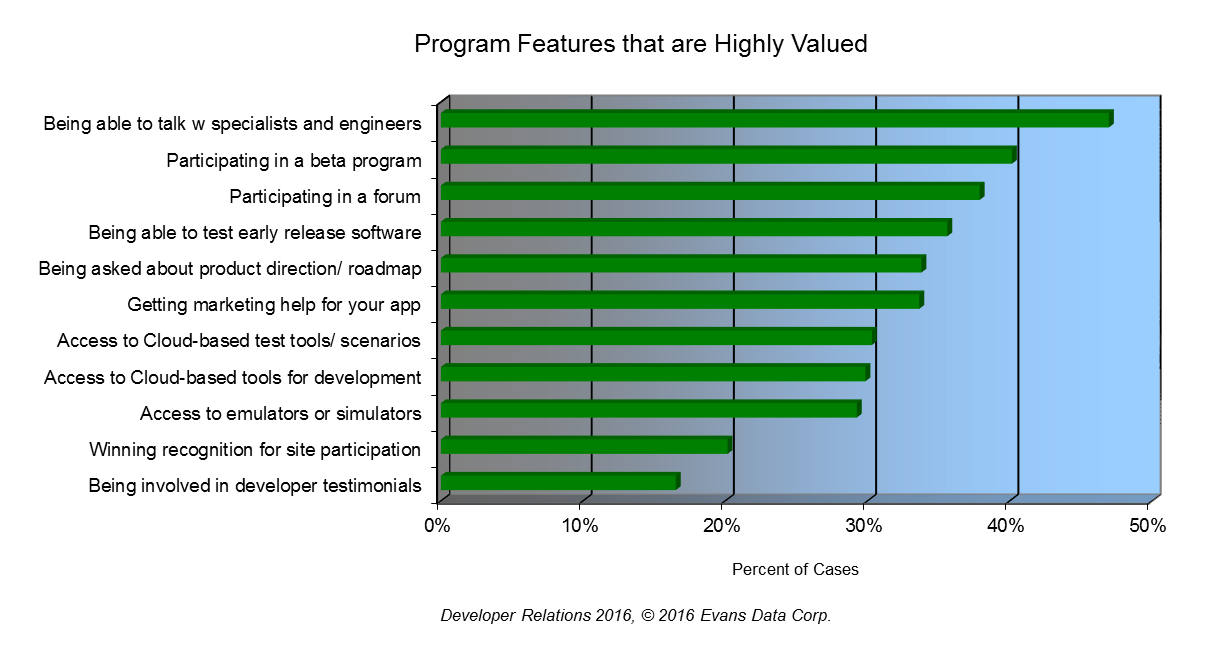 Program Features that are Highly Valued
Being able to talk w specialists and engineers
Participating in a beta program
Participating in a forum
Being able to test early release software
Being asked about product direction/ roadmap
Getting marketing help for your app
Access to Cloud-based test tools/ scenarios
Access to Cloud-based tools for development
Access to emulators or simulators
Winning recognition for site participation
Being involved in developer testimonials
0% 10% 20% 30% 40% 50%
Percent of Cases
Developer Relations 2016, © 2016 Evans Data Corp.